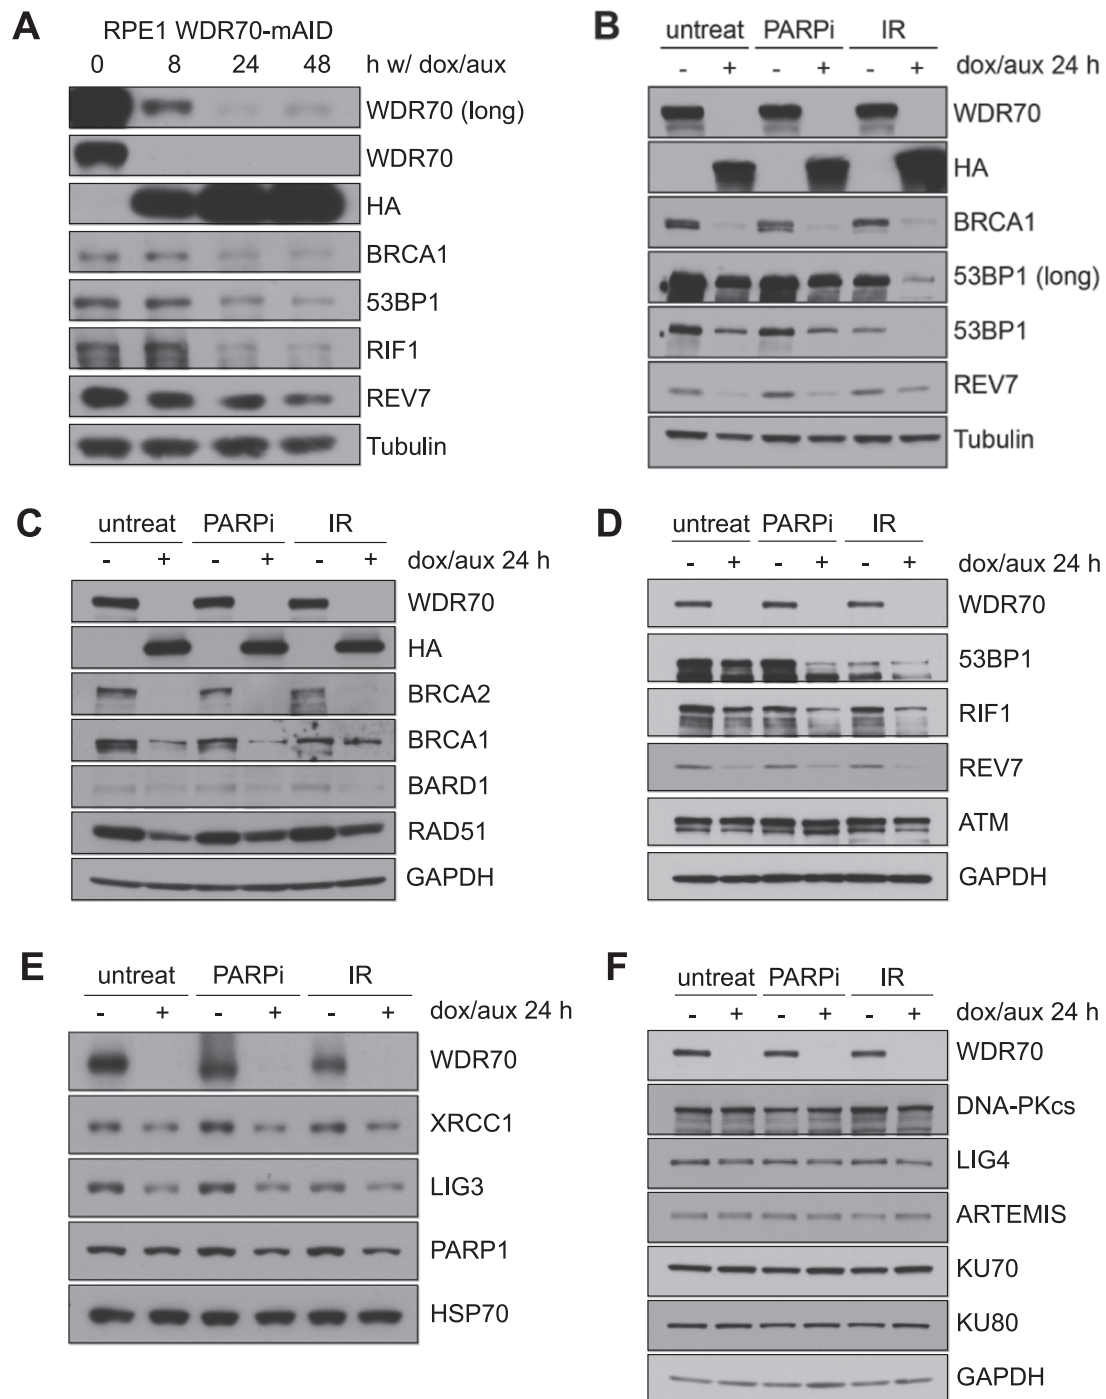 A
RPE1 WDR70-mAID
0 8 24 48 h w/ dox/aux
WDR70 (long)
WDR70
HA
BRCA1
53BP1
RIF1
REV7
Tubulin
B
untreat PARPi IR
- + - + - + dox/aux 24 h
WDR70
HA
BRCA1
53BP1 (long)
53BP1
REV7
Tubulin
C
untreat PARPi IR
- + - + - + dox/aux 24 h
WDR70
HA
BRCA2
BRCA1
BARD1
RAD51
GAPDH
D
untreat PARPi IR
- + - + - + dox/aux 24 h
WDR70
53BP1
RIF1
REV7
ATM
GAPDH
E
untreat PARPi IR
- + - + - + dox/aux 24 h
WDR70
XRCC1
LIG3
PARP1
HSP70
F
untreat PARPi IR
- + - + - + dox/aux 24 h
WDR70
DNA-PKcs
LIG4
ARTEMIS
KU70
KU80
GAPDH